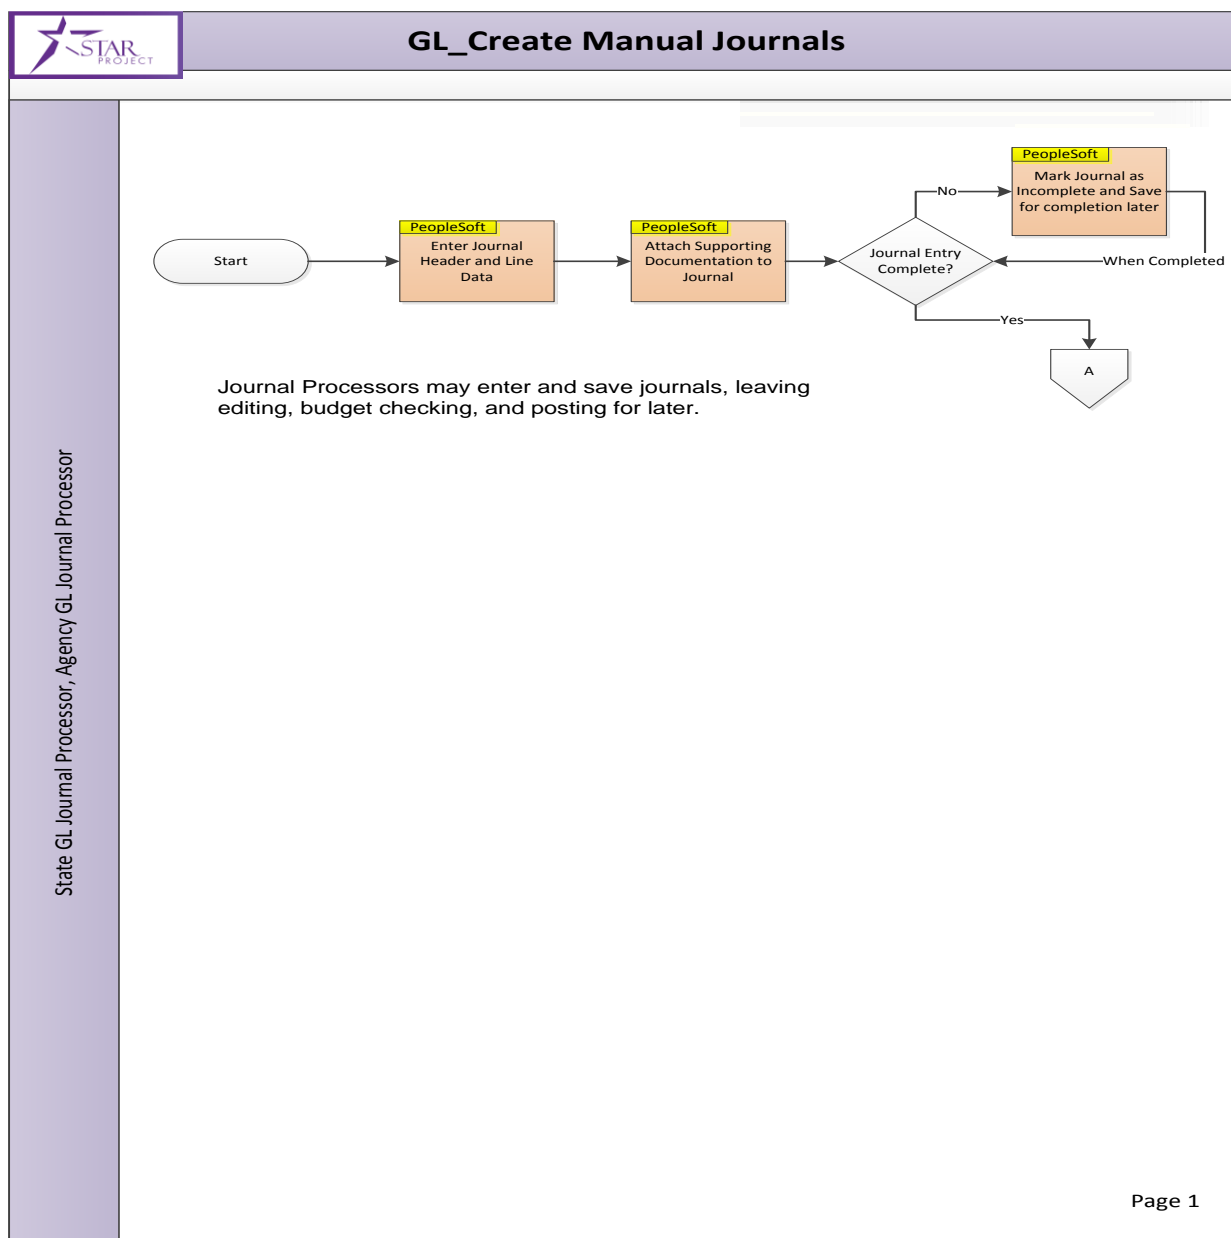 STAR
PROJECT
GL_Create Manual Journals
State GL Journal Processor, Agency GL Journal Processor
Start
PeopleSoft
Enter Journal
Header and Line
Data
PeopleSoft
Attach Supporting
Documentation to
Journal
Journal Entry
Complete?
No
PeopleSoft
Mark Journal as
Incomplete and Save
for completion later
When Completed
Yes
A
Journal Processors may enter and save journals, leaving
editing, budget checking, and posting for later.
Page 1